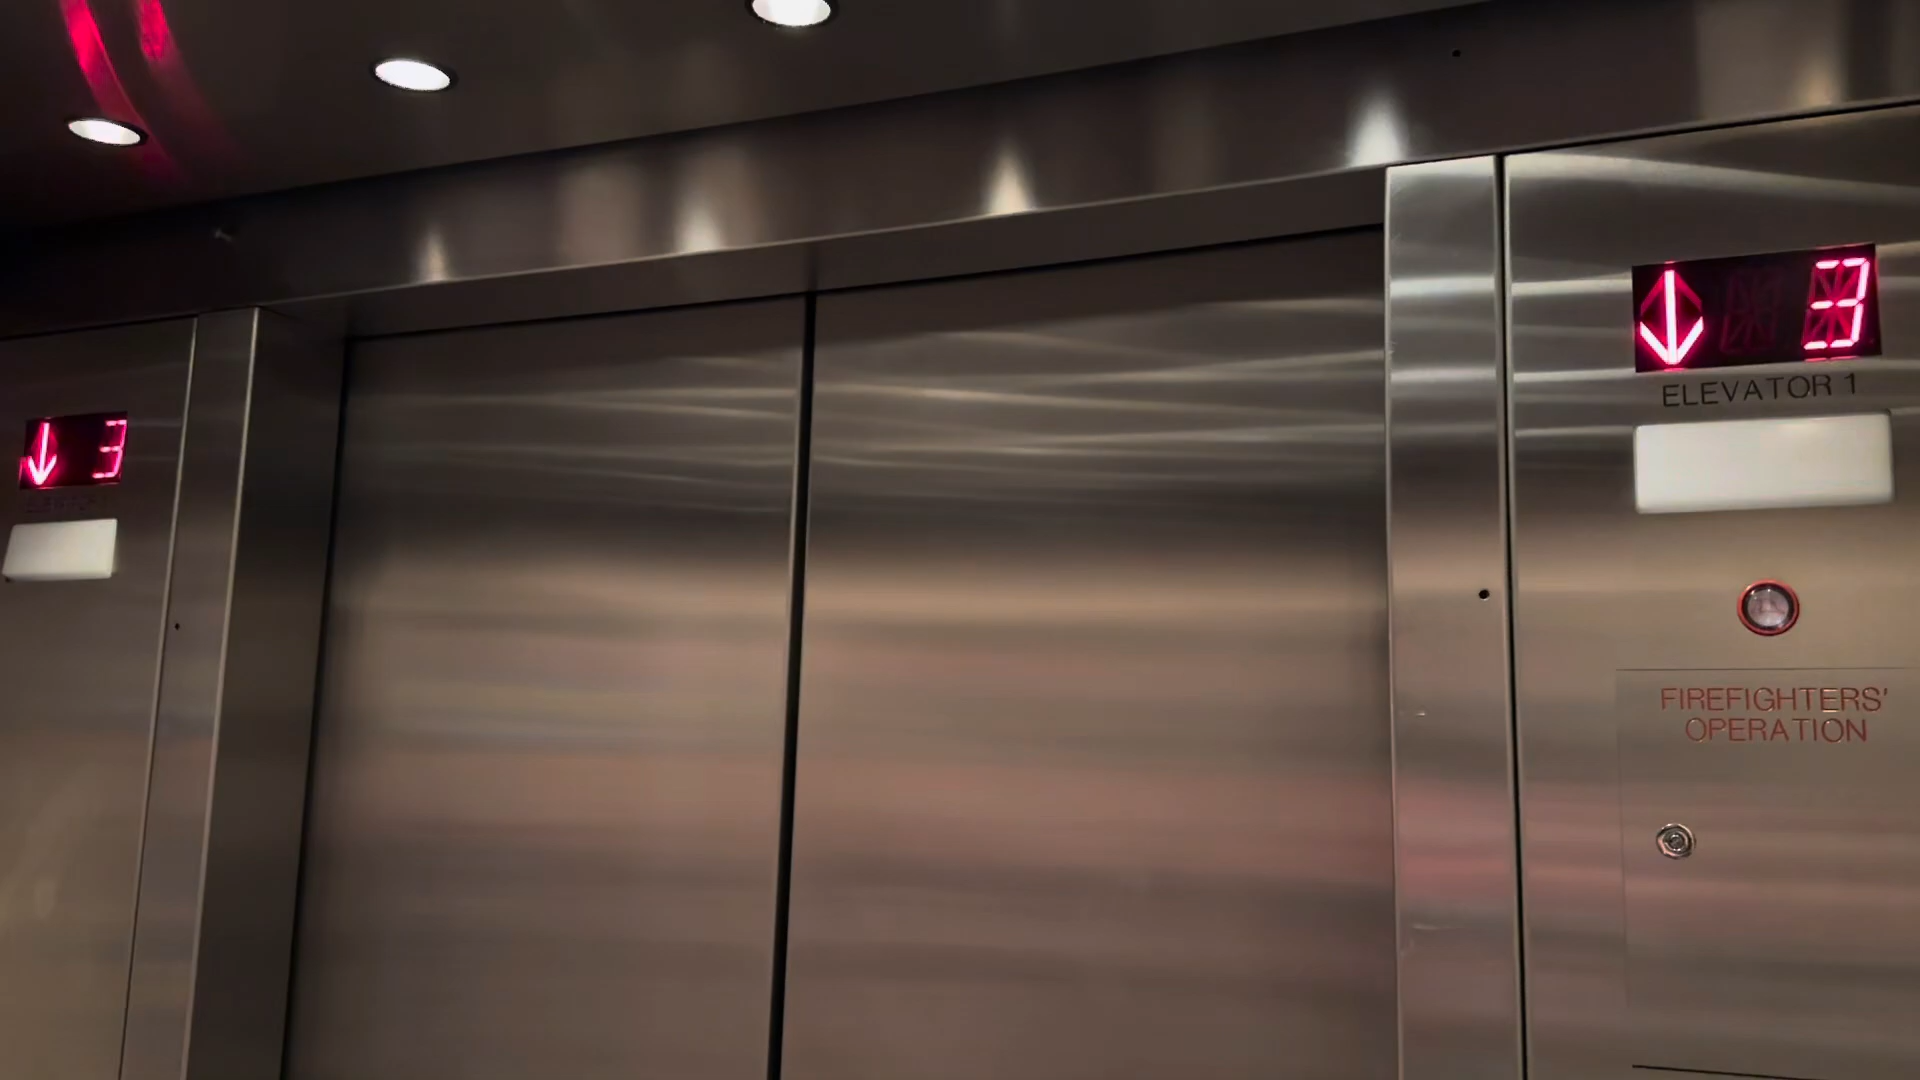 ↓ 3
ELEVATOR 1
FIREFIGHTERS'
OPERATION
↓ 3